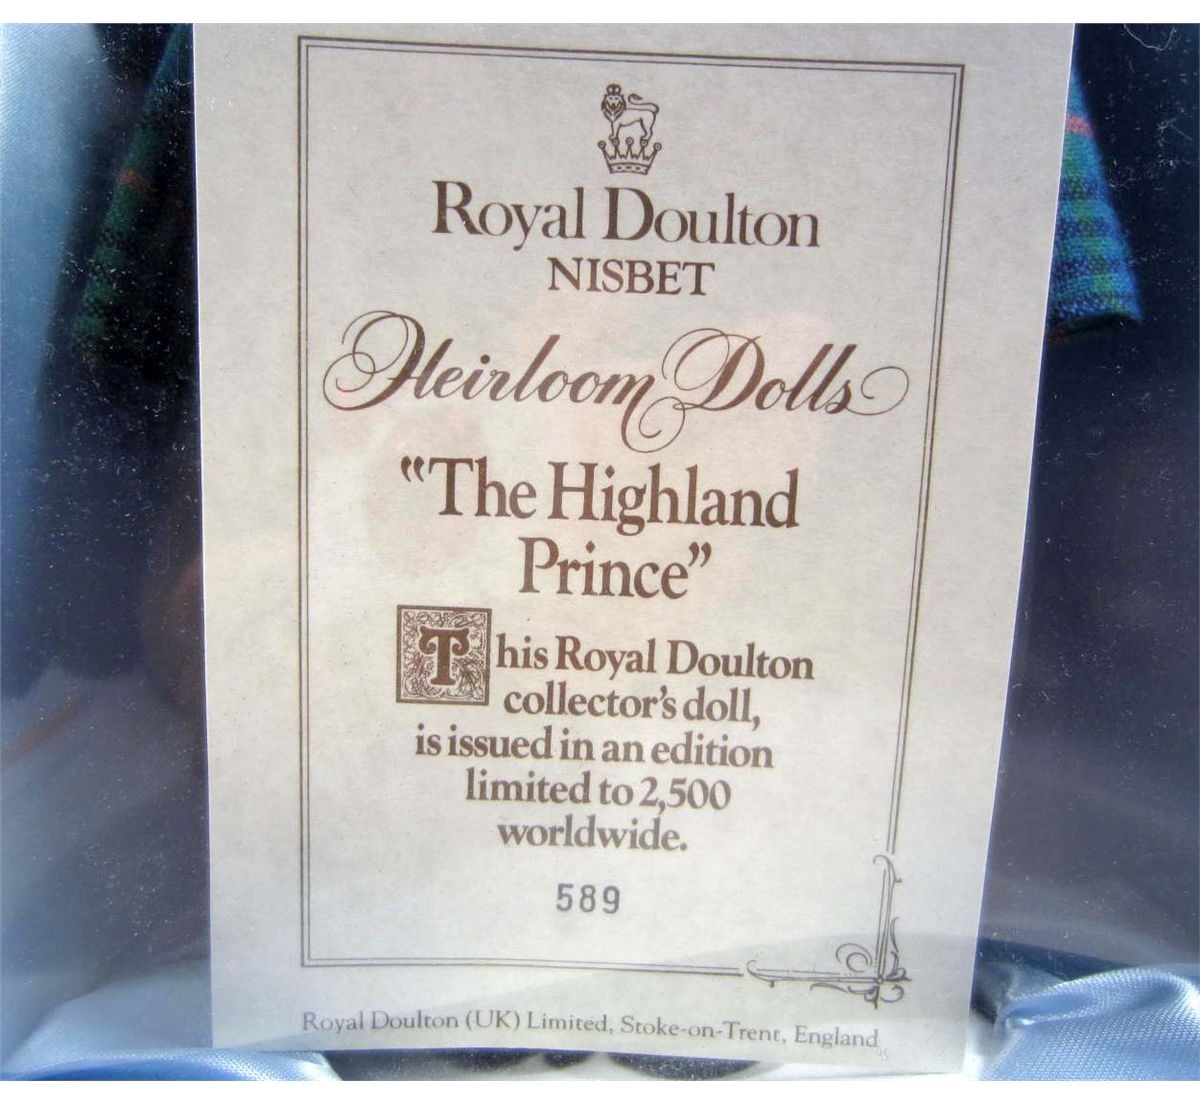 Royal Doulton
NISBET
Heirloom Dolls
“The Highland
Prince”
This Royal Doulton
collector’s doll,
is issued in an edition
limited to 2,500
worldwide.
589
Royal Doulton (UK) Limited, Stoke-on-Trent, England